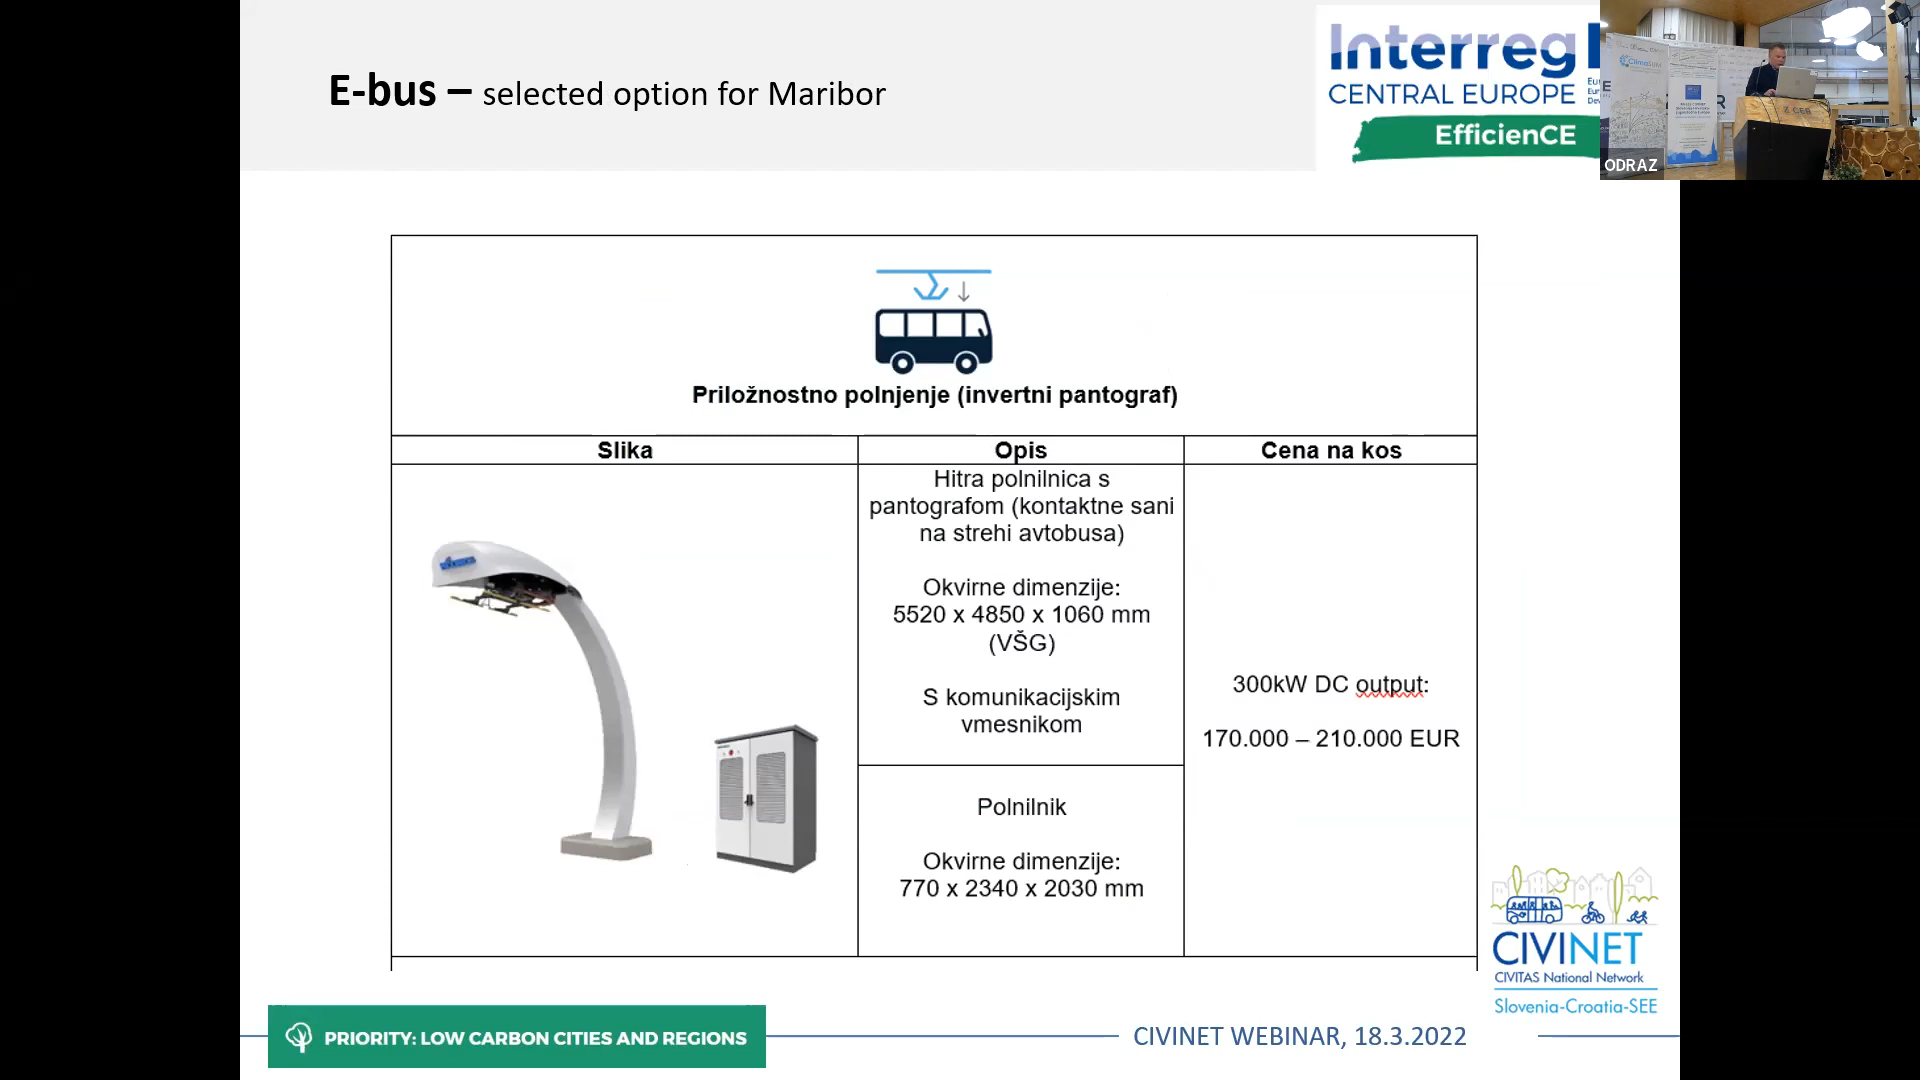 E-bus – selected option for Maribor
Interreg
CENTRAL EUROPE
EfficienCE
ODRAZ
Priložnostno polnjenje (invertni pantograf)
Slika
Opis
Cena na kos
Hitra polnilnica s
pantografom (kontaktne sani
na strehi avtobusa)
Okvirne dimenzije:
5520 x 4850 x 1060 mm
(VŠG)
S komunikacijskim
vmesnikom
300kW DC output:
170.000 – 210.000 EUR
Polnilnik
Okvirne dimenzije:
770 x 2340 x 2030 mm
CIVINET
CIVITAS National Network
Slovenia-Croatia-SEE
PRIORITY: LOW CARBON CITIES AND REGIONS
CIVINET WEBINAR, 18.3.2022